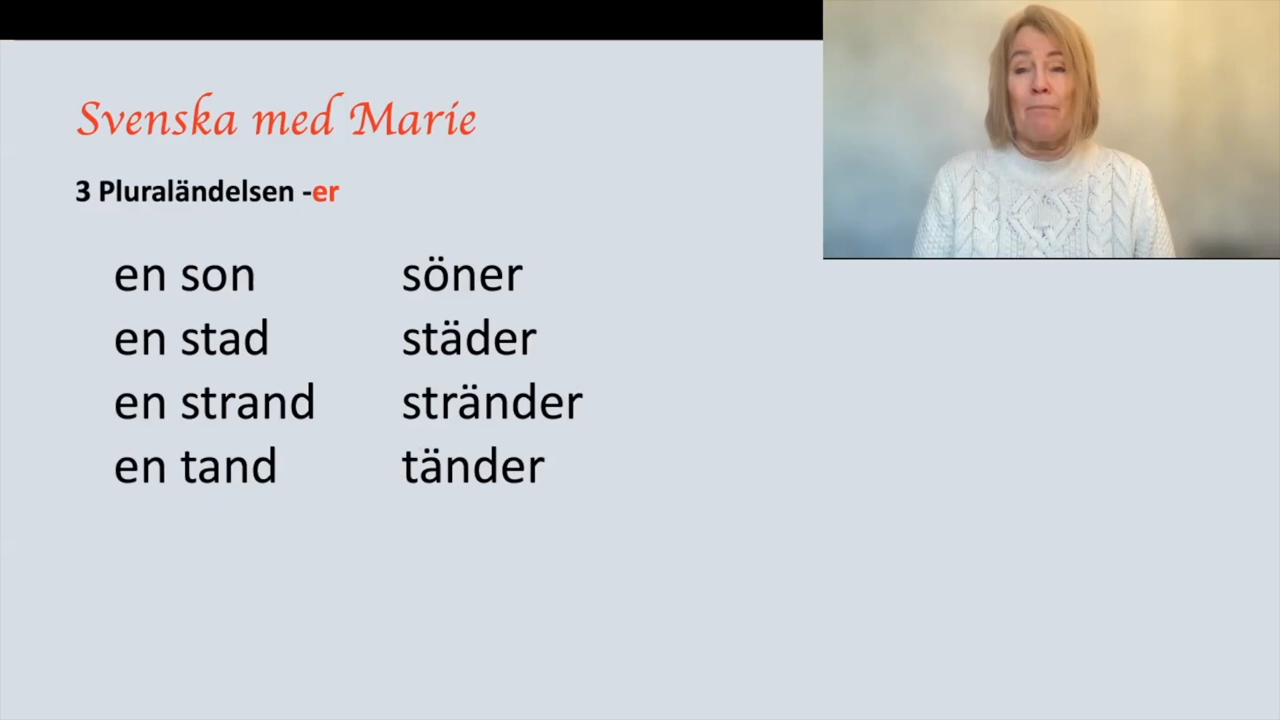 Svenska med Marie
3 Pluraländelsen -er
en son söner
en stad städer
en strand stränder
en tand tänder